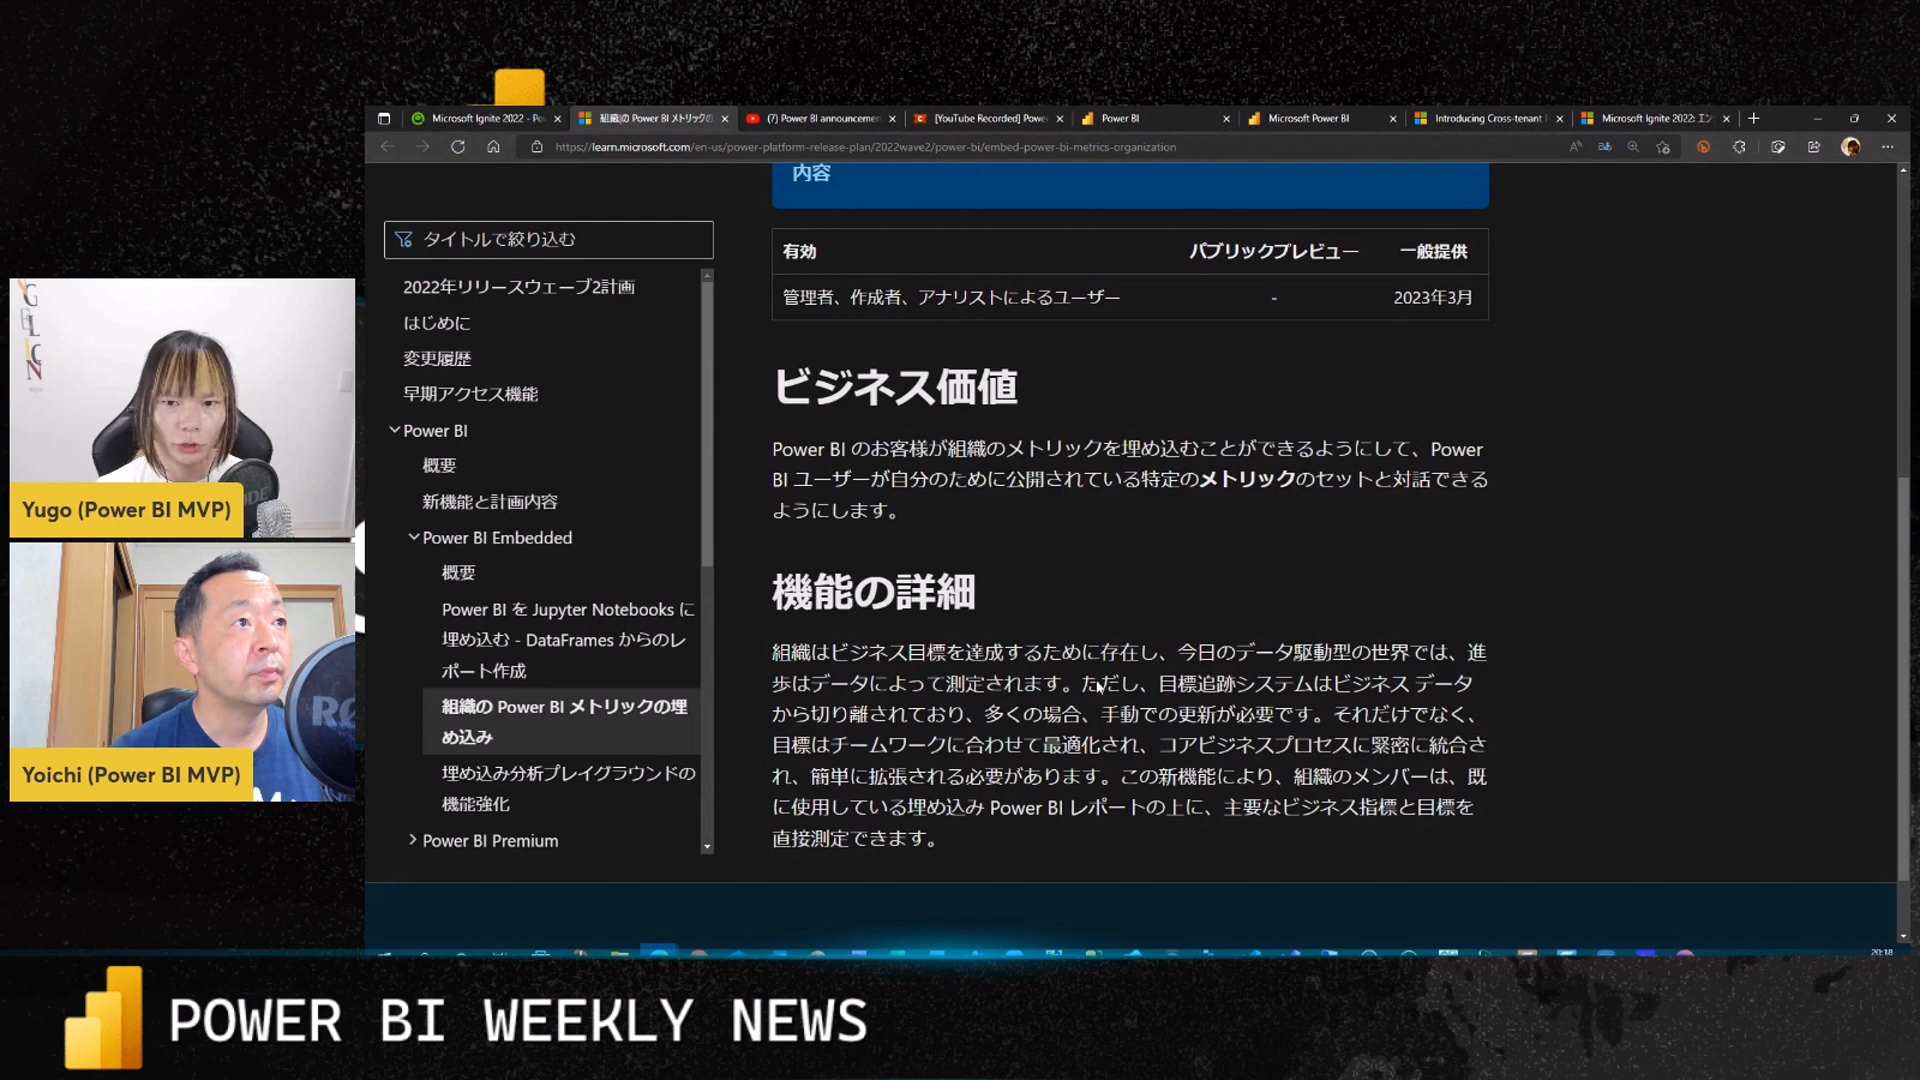 Microsoft Ignite 2022 - Po
組織の Power BI メトリックの
(7) Power BI announcemen
[YouTube Recorded] Powe
Power BI
Microsoft Power BI
Introducing Cross-tenant
Microsoft Ignite 2022: エン
https://learn.microsoft.com/en-us/power-platform-release-plan/2022wave2/power-bi/embed-power-bi-metrics-organization
タイトルで絞り込む
2022年リリースウェーブ2計画
はじめに
変更履歴
早期アクセス機能
Power BI
概要
新機能と計画内容
Power BI Embedded
概要
Power BI を Jupyter Notebooks に
埋め込む - DataFrames からのレ
ポート作成
組織の Power BI メトリックの埋
め込み
埋め込み分析プレイグラウンドの
機能強化
Power BI Premium
内容
有効 パブリックプレビュー 一般提供
管理者、作成者、アナリストによるユーザー - 2023年3月
ビジネス価値
Power BI のお客様が組織のメトリックを埋め込むことができるようにして、Power
BI ユーザーが自分のために公開されている特定のメトリックのセットと対話できる
ようにします。
機能の詳細
組織はビジネス目標を達成するために存在し、今日のデータ駆動型の世界では、進
歩はデータによって測定されます。ただし、目標追跡システムはビジネス データ
から切り離されており、多くの場合、手動での更新が必要です。それだけでなく、
目標はチームワークに合わせて最適化され、コアビジネスプロセスに緊密に統合さ
れ、簡単に拡張される必要があります。この新機能により、組織のメンバーは、既
に使用している埋め込み Power BI レポートの上に、主要なビジネス指標と目標を
直接測定できます。
Yugo (Power BI MVP)
Yoichi (Power BI MVP)
20:18
POWER BI WEEKLY NEWS